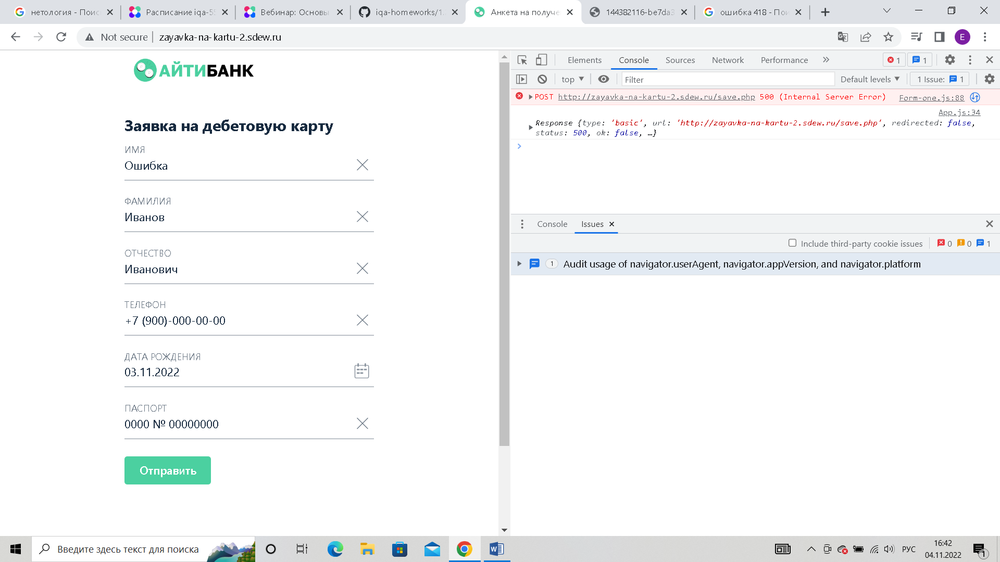 нетология - Поис
Расписание iqa-55
Вебинар: Основы
iqa-homeworks/1.
Анкета на получе
144382116-be7da3
ошибка 418 - Пои
Not secure
zayavka-na-kartu-2.sdew.ru
E
АЙТИБАНК
Заявка на дебетовую карту
ИМЯ
Ошибка
ФАМИЛИЯ
Иванов
ОТЧЕСТВО
Иванович
ТЕЛЕФОН
+7 (900)-000-00-00
ДАТА РОЖДЕНИЯ
03.11.2022
ПАСПОРТ
0000 № 00000000
Отправить
Elements Console Sources Network Performance 1 1
top Filter Default levels 1 Issue: 1
POST http://zayavka-na-kartu-2.sdew.ru/save.php 500 (Internal Server Error) Form-one.js:88
App.js:34
Response {type: 'basic', url: 'http://zayavka-na-kartu-2.sdew.ru/save.php', redirected: false,
status: 500, ok: false, …}
Console Issues
Include third-party cookie issues 0 0 1
1 Audit usage of navigator.userAgent, navigator.appVersion, and navigator.platform
Введите здесь текст для поиска
РУС
16:42
04.11.2022
1